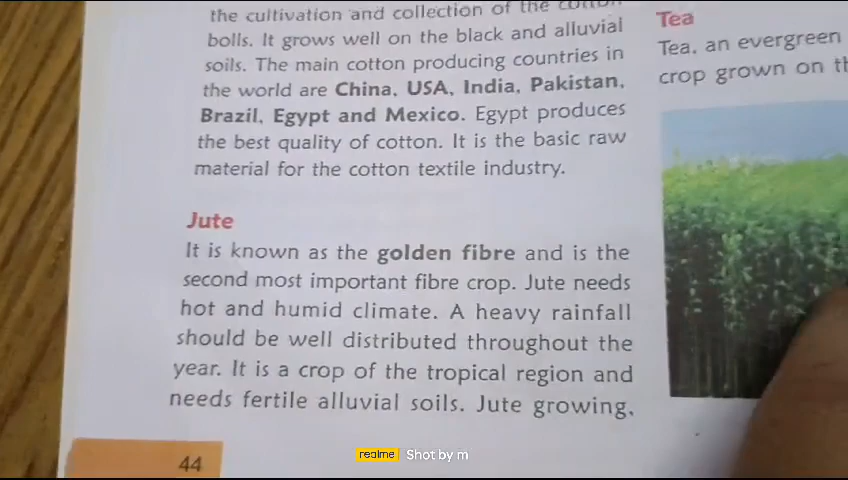 the cultivation and collection of the cotton
bolls. It grows well on the black and alluvial
soils. The main cotton producing countries in
the world are China, USA, India, Pakistan,
Brazil, Egypt and Mexico. Egypt produces
the best quality of cotton. It is the basic raw
material for the cotton textile industry.
Jute
It is known as the golden fibre and is the
second most important fibre crop. Jute needs
hot and humid climate. A heavy rainfall
should be well distributed throughout the
year. It is a crop of the tropical region and
needs fertile alluvial soils. Jute growing,
44
Tea
Tea, an evergreen
crop grown on
realme Shot by m